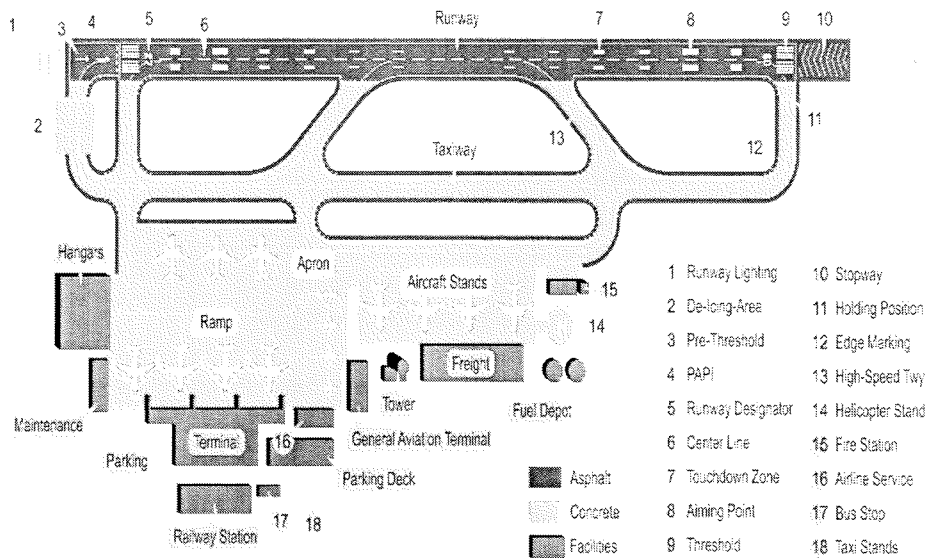 1 3 4 5 6 Runway 7 8 9 10
2 13 12 11
Taxiway
Hangars
Apron
Aircraft Stands
15
Ramp
14
Freight
Maintenance
Tower
Fuel Depot
Terminal
16
General Aviation Terminal
Parking
Parking Deck
Railway Station
17 18
Asphalt
Concrete
Facilities
1 Runway Lighting
2 De-Icing-Area
3 Pre-Threshold
4 PAPI
5 Runway Designator
6 Center Line
7 Touchdown Zone
8 Aiming Point
9 Threshold
10 Stopway
11 Holding Position
12 Edge Marking
13 High-Speed Twy
14 Helicopter Stand
15 Fire Station
16 Airline Service
17 Bus Stop
18 Taxi Stands